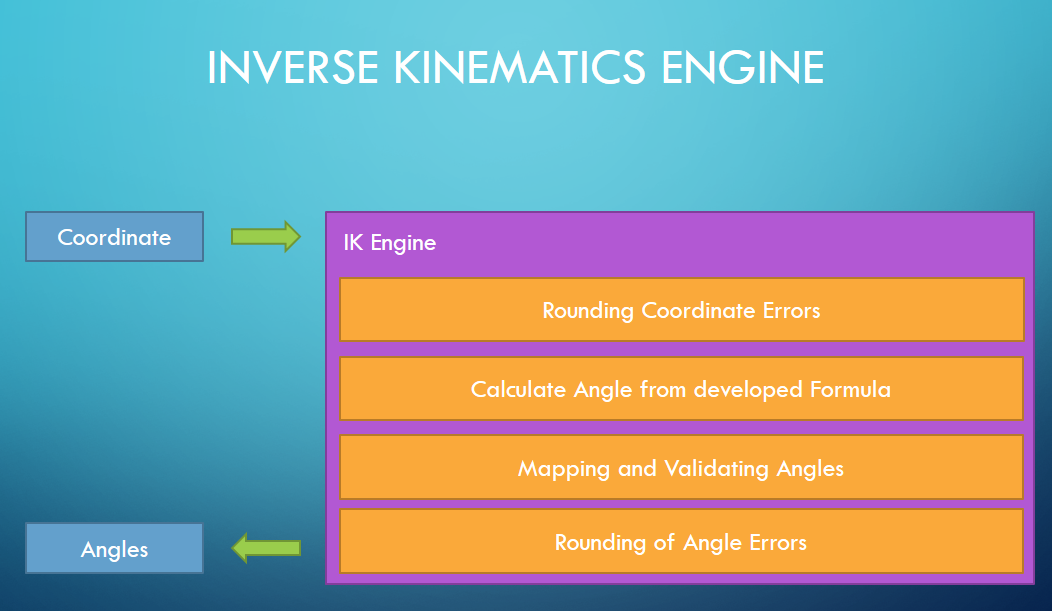 INVERSE KINEMATICS ENGINE
Coordinate
IK Engine
Rounding Coordinate Errors
Calculate Angle from developed Formula
Mapping and Validating Angles
Rounding of Angle Errors
Angles